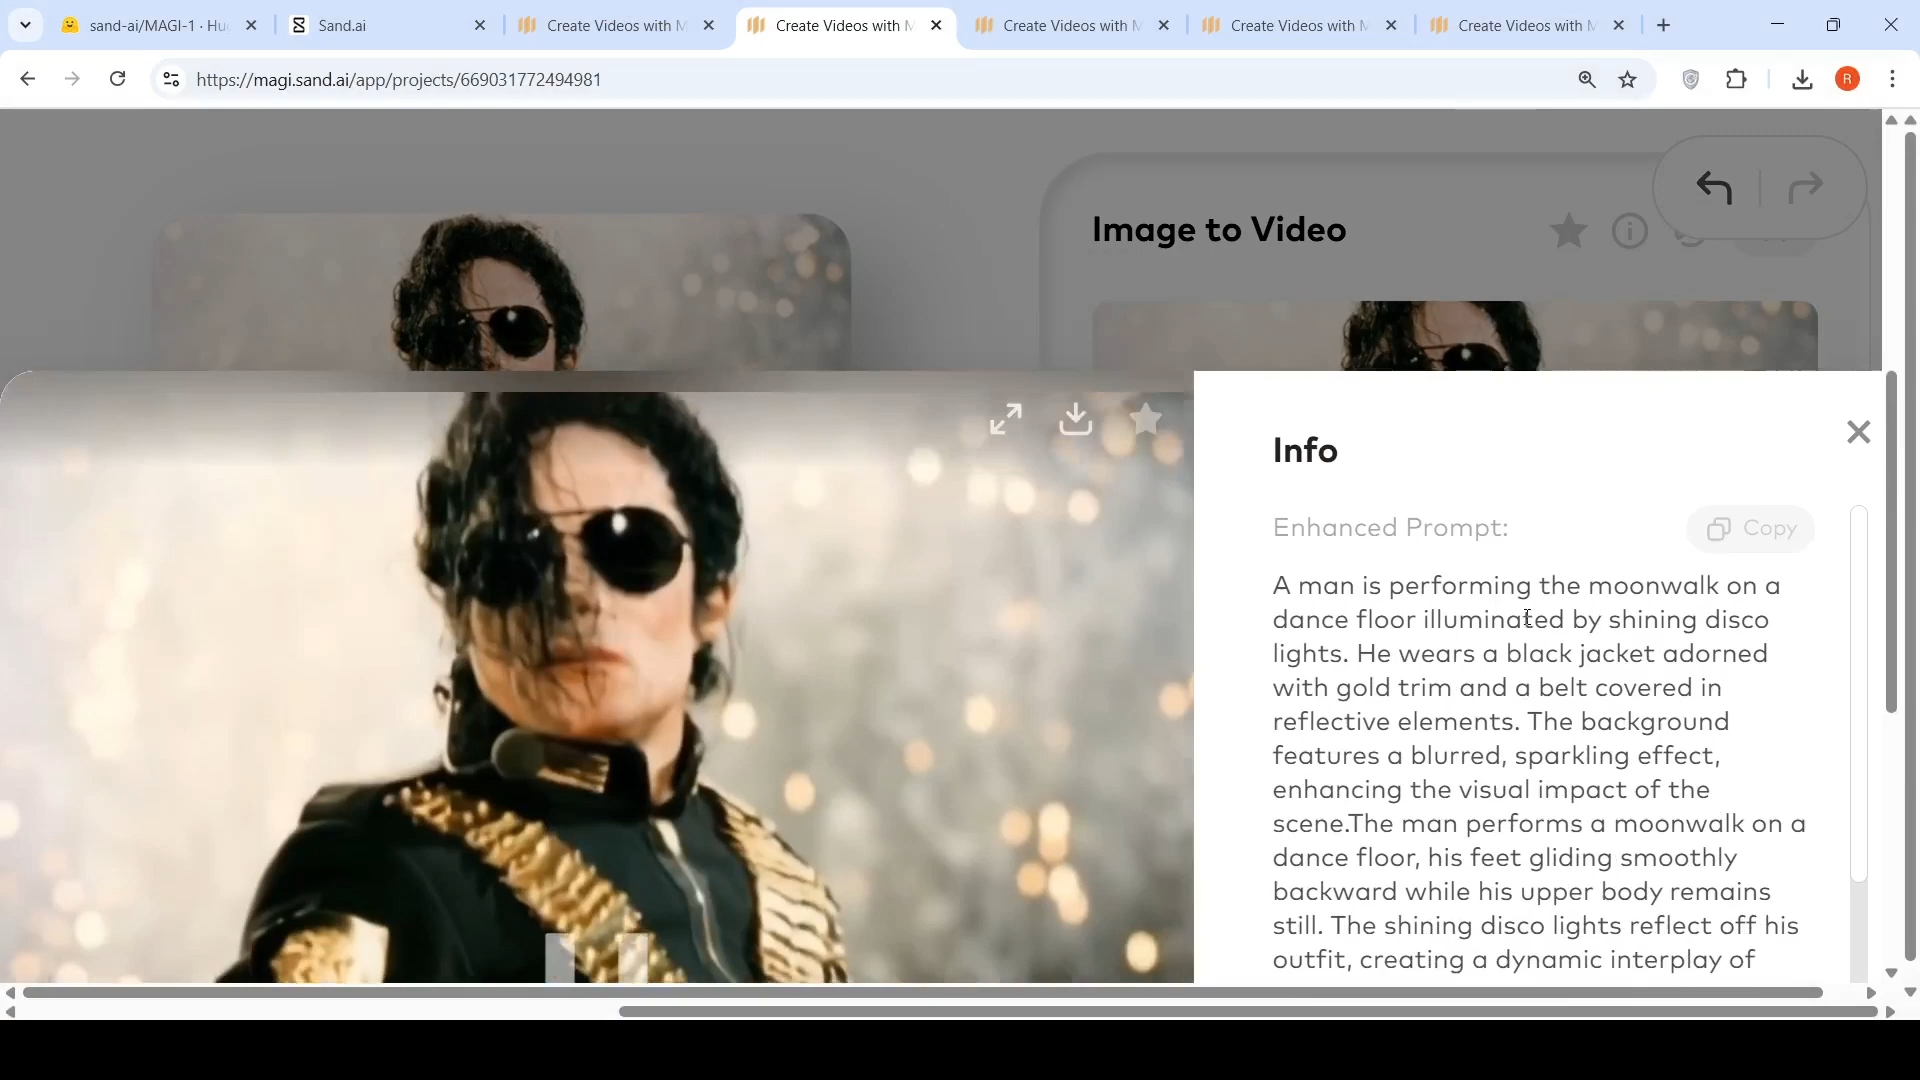 sand-ai/MAGI-1 · Hu
Sand.ai
Create Videos with M
Create Videos with M
Create Videos with M
Create Videos with M
Create Videos with M
https://magi.sand.ai/app/projects/669031772494981
R
Image to Video
Info
Enhanced Prompt:
Copy
A man is performing the moonwalk on a
dance floor illuminated by shining disco
lights. He wears a black jacket adorned
with gold trim and a belt covered in
reflective elements. The background
features a blurred, sparkling effect,
enhancing the visual impact of the
scene.The man performs a moonwalk on a
dance floor, his feet gliding smoothly
backward while his upper body remains
still. The shining disco lights reflect off his
outfit, creating a dynamic interplay of